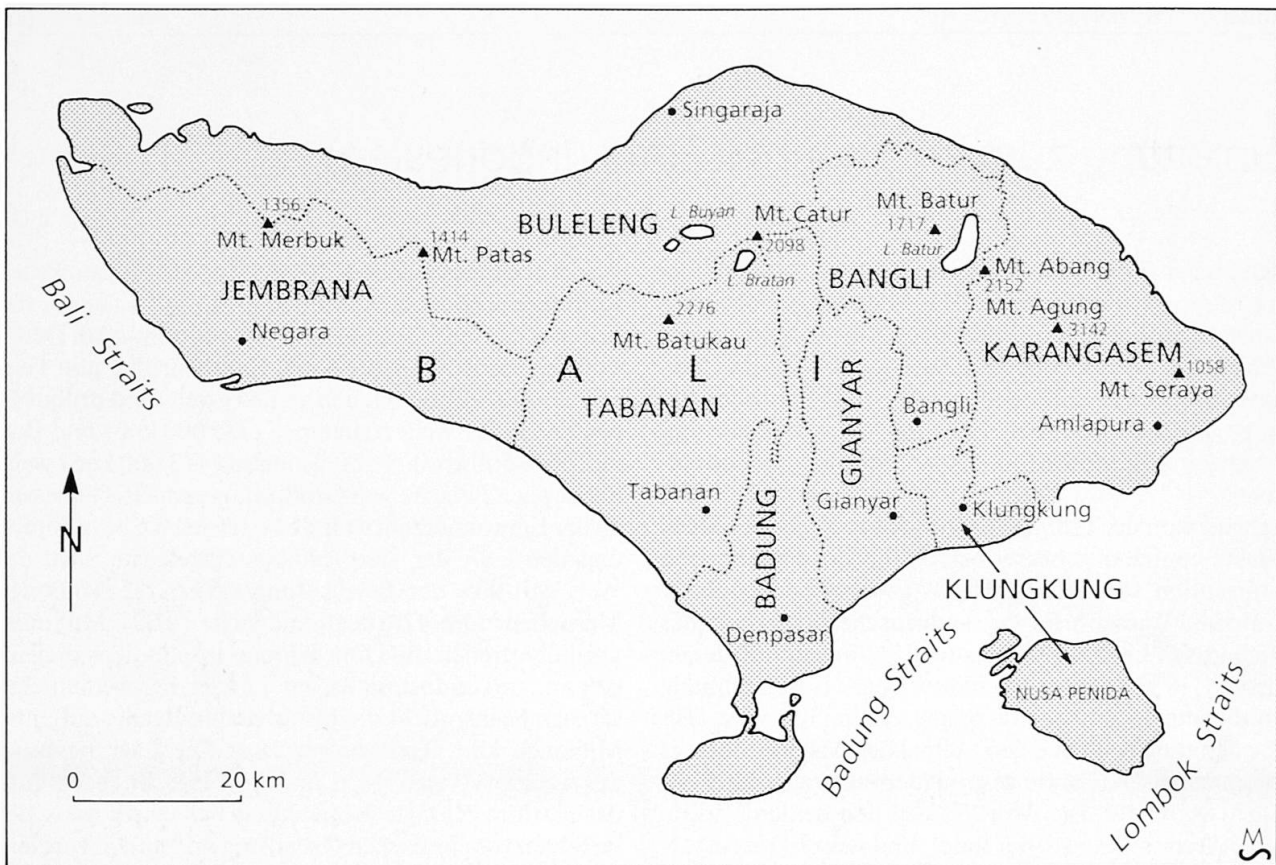 Singaraja
1356
Mt. Merbuk
1414
Mt. Patas
BULELENG
L. Buyan
Mt. Catur
2098
L. Bratan
Mt. Batur
1717
L. Batur
BANGLI
Mt. Abang
2152
Mt. Agung
3142
KARANGASEM
1058
Mt. Seraya
Amlapura
JEMBRANA
Negara
Bali Straits
2276
Mt. Batukau
B A L I
TABANAN
GIANYAR
Bangli
Tabanan
BADUNG
Gianyar
Klungkung
N
KLUNGKUNG
Denpasar
NUSA PENIDA
Badung Straits
Lombok Straits
0 20 km